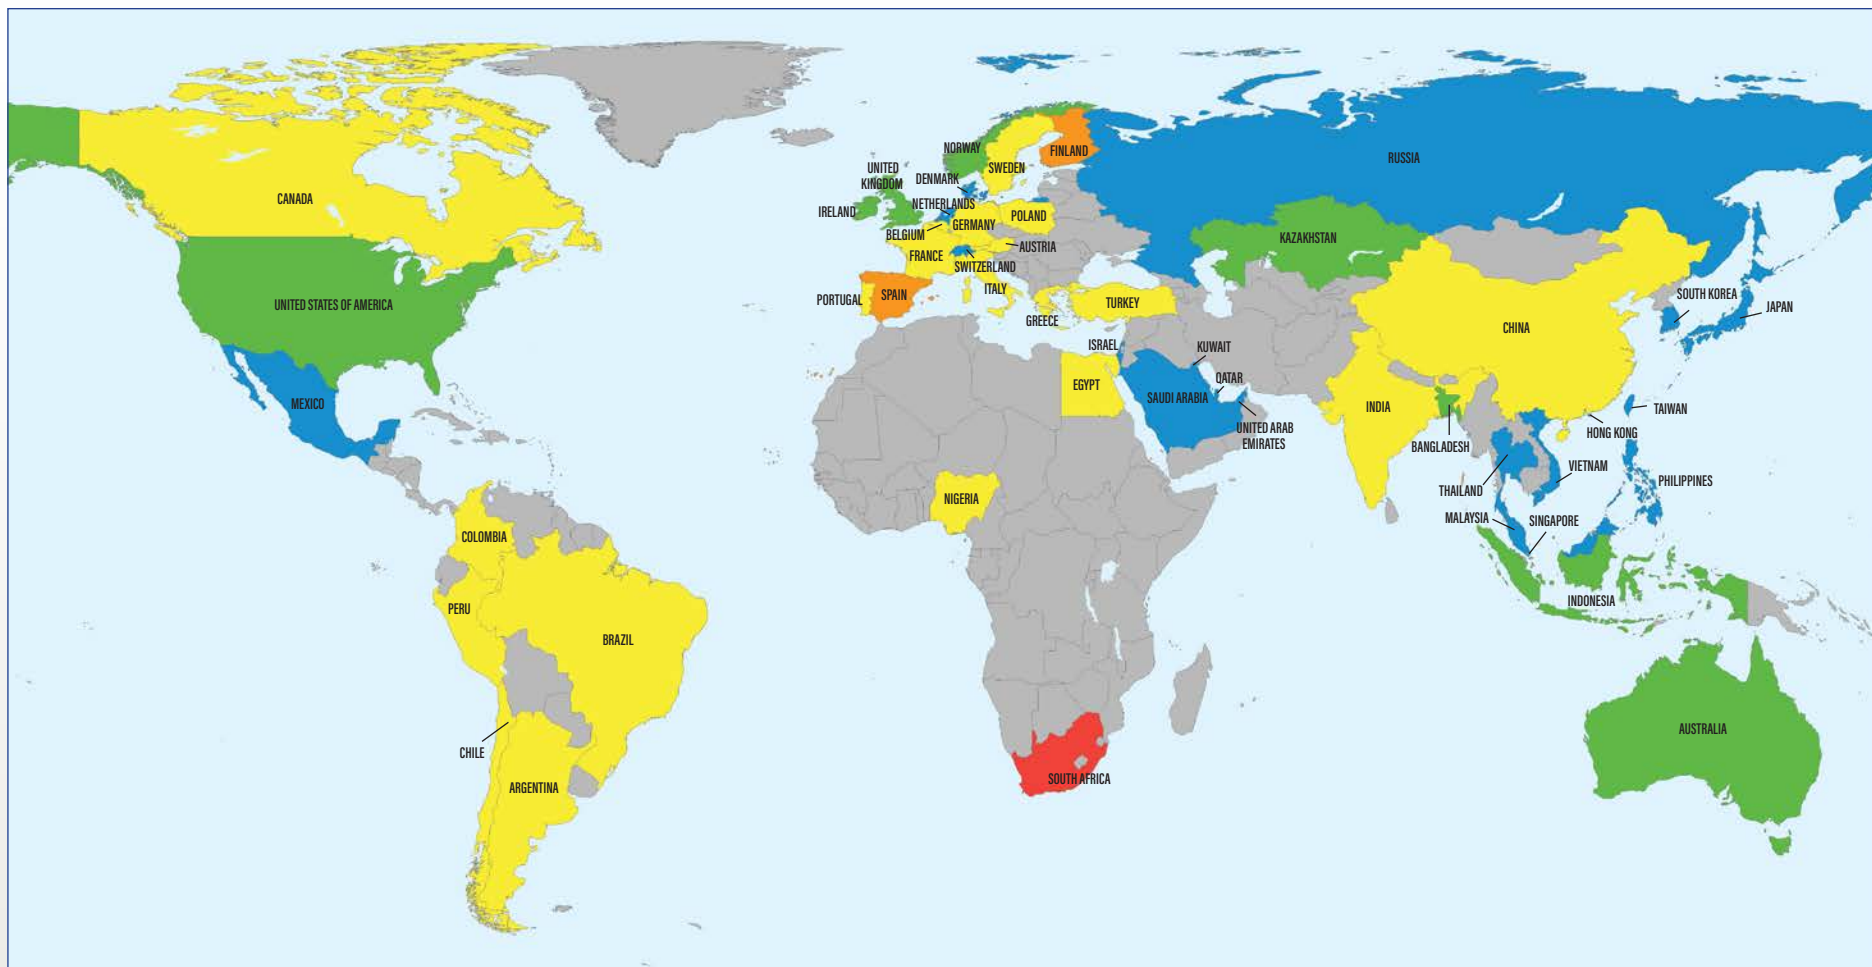 CANADA
UNITED STATES OF AMERICA
MEXICO
COLOMBIA
PERU
BRAZIL
CHILE
ARGENTINA
NORWAY
SWEDEN
FINLAND
UNITED
KINGDOM
DENMARK
IRELAND
NETHERLANDS
BELGIUM
GERMANY
POLAND
FRANCE
AUSTRIA
SWITZERLAND
ITALY
PORTUGAL
SPAIN
GREECE
TURKEY
RUSSIA
KAZAKHSTAN
ISRAEL
KUWAIT
EGYPT
SAUDI ARABIA
QATAR
UNITED ARAB
EMIRATES
NIGERIA
SOUTH AFRICA
CHINA
SOUTH KOREA
JAPAN
INDIA
BANGLADESH
HONG KONG
TAIWAN
THAILAND
VIETNAM
PHILIPPINES
MALAYSIA
SINGAPORE
INDONESIA
AUSTRALIA